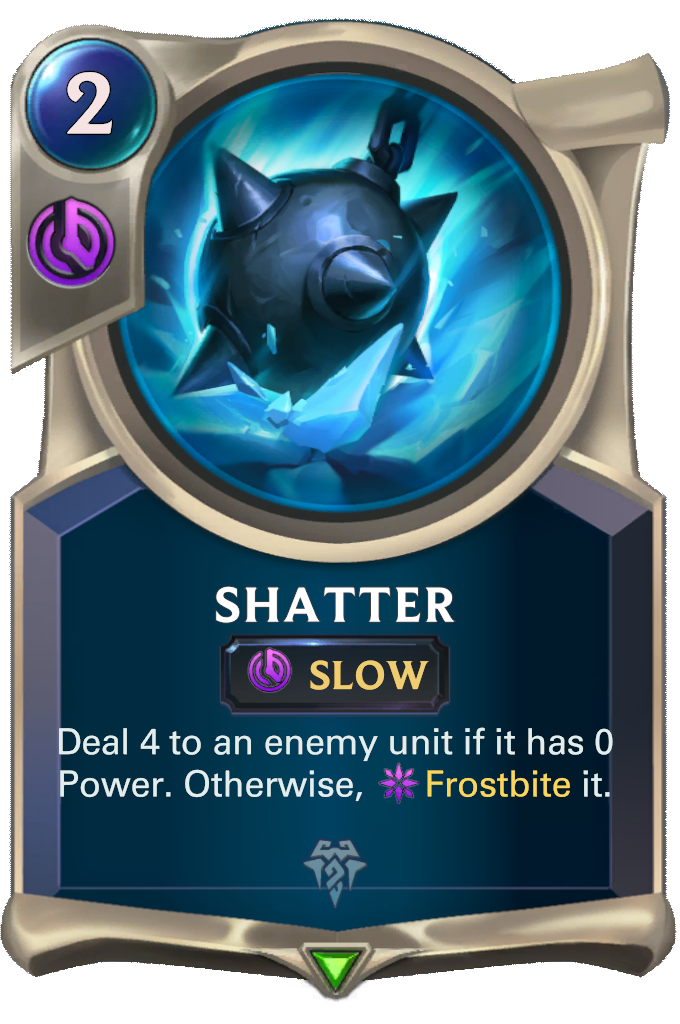 2
SHATTER
SLOW
Deal 4 to an enemy unit if it has 0
Power. Otherwise, Frostbite it.